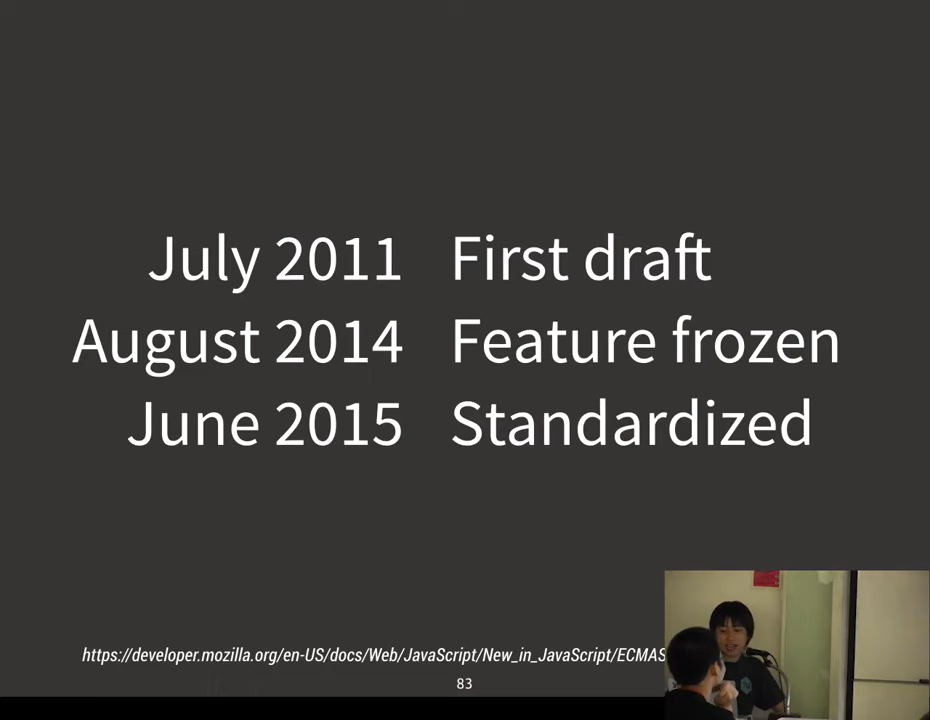 July 2011 First draft
August 2014 Feature frozen
June 2015 Standardized
https://developer.mozilla.org/en-US/docs/Web/JavaScript/New_in_JavaScript/ECMAS
83